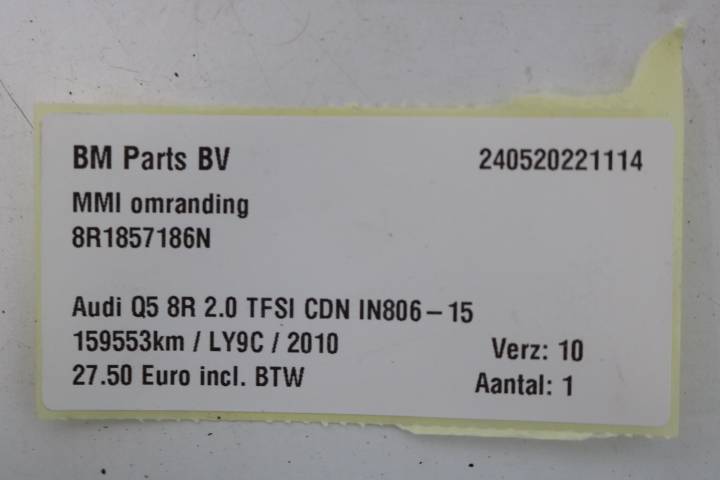 BM Parts BV 240520221114
MMI omranding
8R1857186N
Audi Q5 8R 2.0 TFSI CDN IN806-15
159553km / LY9C / 2010 Verz: 10
27.50 Euro incl. BTW Aantal: 1